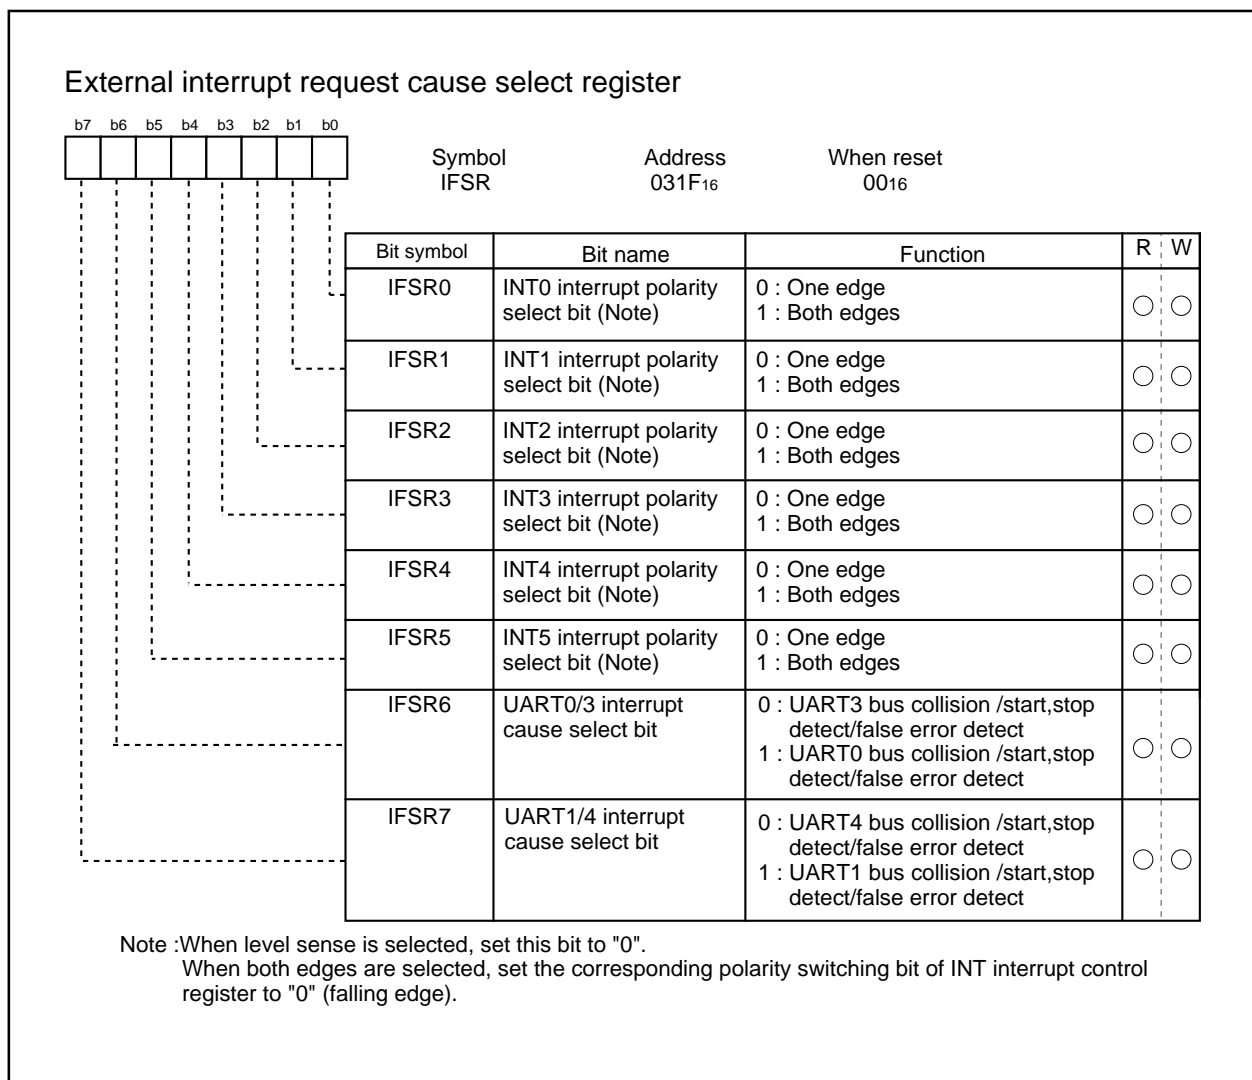 External interrupt request cause select register
b7 b6 b5 b4 b3 b2 b1 b0
Symbol Address When reset
IFSR 031F16 0016
Bit symbol Bit name Function R W
IFSR0 INT0 interrupt polarity 0 : One edge
select bit (Note) 1 : Both edges
IFSR1 INT1 interrupt polarity 0 : One edge
select bit (Note) 1 : Both edges
IFSR2 INT2 interrupt polarity 0 : One edge
select bit (Note) 1 : Both edges
IFSR3 INT3 interrupt polarity 0 : One edge
select bit (Note) 1 : Both edges
IFSR4 INT4 interrupt polarity 0 : One edge
select bit (Note) 1 : Both edges
IFSR5 INT5 interrupt polarity 0 : One edge
select bit (Note) 1 : Both edges
IFSR6 UART0/3 interrupt 0 : UART3 bus collision /start,stop
cause select bit detect/false error detect
1 : UART0 bus collision /start,stop
detect/false error detect
IFSR7 UART1/4 interrupt 0 : UART4 bus collision /start,stop
cause select bit detect/false error detect
1 : UART1 bus collision /start,stop
detect/false error detect
Note :When level sense is selected, set this bit to "0".
When both edges are selected, set the corresponding polarity switching bit of INT interrupt control
register to "0" (falling edge).